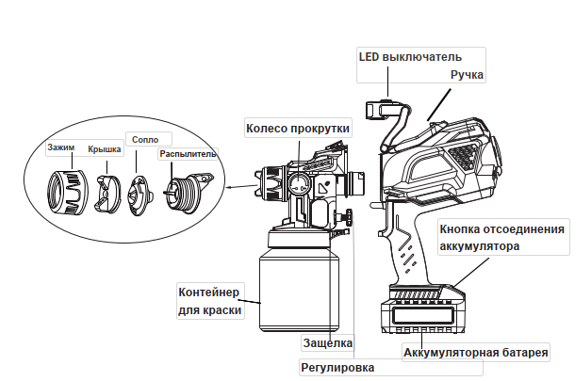 LED выключатель
Ручка
Колесо прокрутки
Зажим
Крышка
Сопло
Распылитель
Кнопка отсоединения
аккумулятора
Контейнер
для краски
Защелка
Аккумуляторная батарея
Регулировка